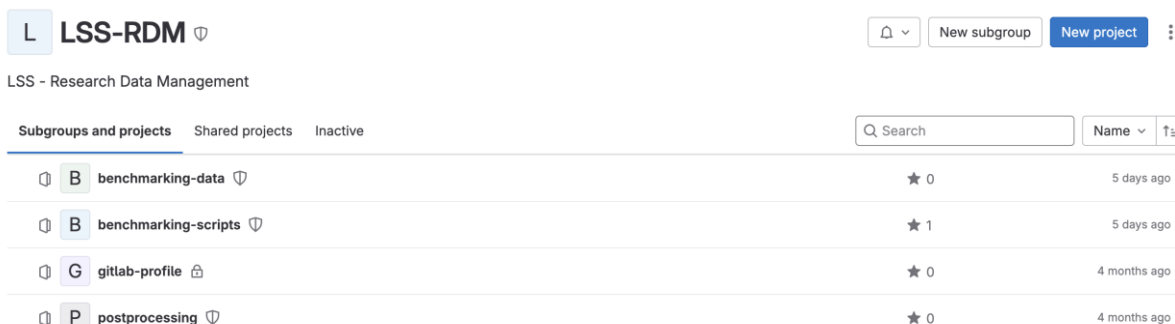 L LSS-RDM
New subgroup New project
LSS - Research Data Management
Subgroups and projects Shared projects Inactive
Search
Name
B benchmarking-data 0 5 days ago
B benchmarking-scripts 1 5 days ago
G gitlab-profile 0 4 months ago
P postprocessing 0 4 months ago